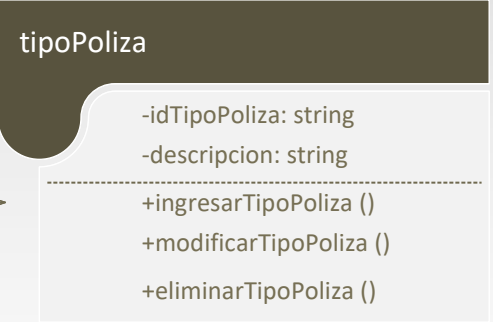 tipoPoliza
-idTipoPoliza: string
-descripcion: string
+ingresarTipoPoliza ()
+modificarTipoPoliza ()
+eliminarTipoPoliza ()